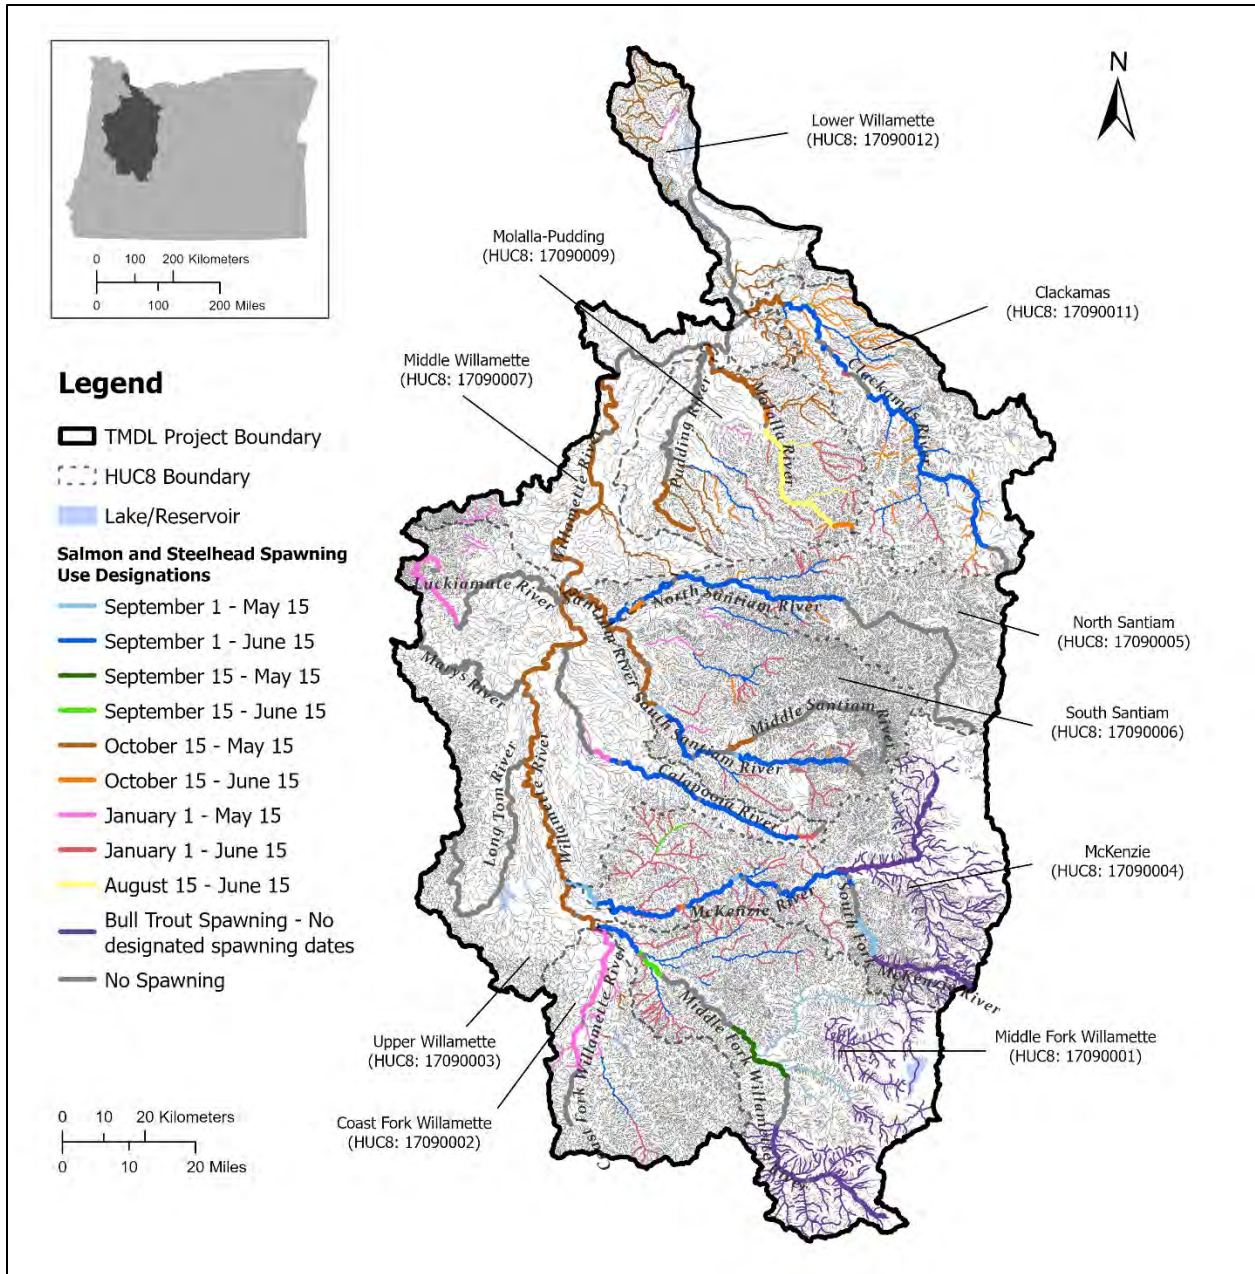 0 100 200 Kilometers
0 100 200 Miles
N
Lower Willamette
(HUC8: 17090012)
Molalla-Pudding
(HUC8: 17090009)
Clackamas
(HUC8: 17090011)
Middle Willamette
(HUC8: 17090007)
North Santiam
(HUC8: 17090005)
South Santiam
(HUC8: 17090006)
McKenzie
(HUC8: 17090004)
Middle Fork Willamette
(HUC8: 17090001)
Upper Willamette
(HUC8: 17090003)
Coast Fork Willamette
(HUC8: 17090002)
Clackamas River
Molalla River
Pudding River
Willamette River
Luckiamute River
Santiam River
North Santiam River
Marys River
South Santiam River
Middle Santiam River
Calapooia River
Long Tom River
Willamette River
McKenzie River
South Fork McKenzie River
Middle Fork Willamette River
Coast Fork Willamette River
Legend
TMDL Project Boundary
HUC8 Boundary
Lake/Reservoir
Salmon and Steelhead Spawning
Use Designations
September 1 - May 15
September 1 - June 15
September 15 - May 15
September 15 - June 15
October 15 - May 15
October 15 - June 15
January 1 - May 15
January 1 - June 15
August 15 - June 15
Bull Trout Spawning - No
designated spawning dates
No Spawning
0 10 20 Kilometers
0 10 20 Miles